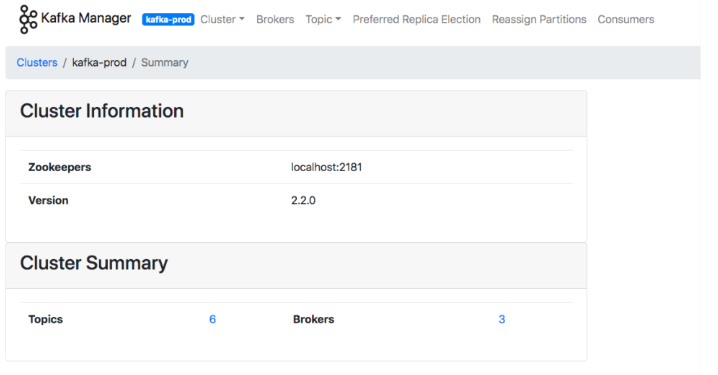 Kafka Manager kafka-prod Cluster Brokers Topic Preferred Replica Election Reassign Partitions Consumers
Clusters / kafka-prod / Summary
Cluster Information
Zookeepers localhost:2181
Version 2.2.0
Cluster Summary
Topics 6 Brokers 3